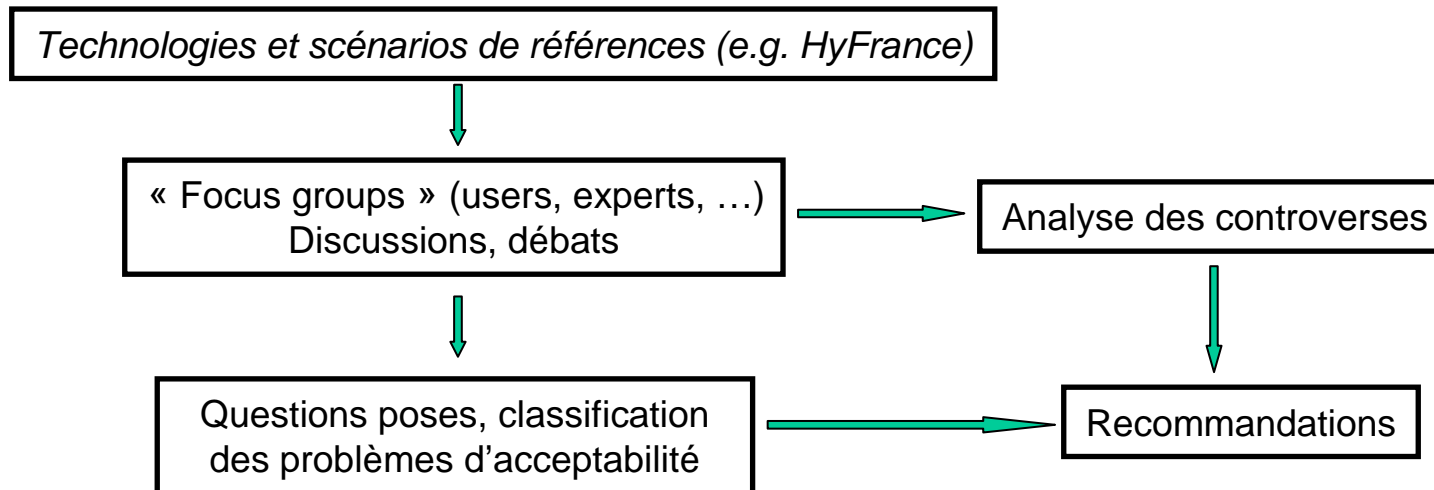 Technologies et scénarios de références (e.g. HyFrance)
« Focus groups » (users, experts, …)
Discussions, débats
Analyse des controverses
Questions poses, classification
des problèmes d’acceptabilité
Recommandations